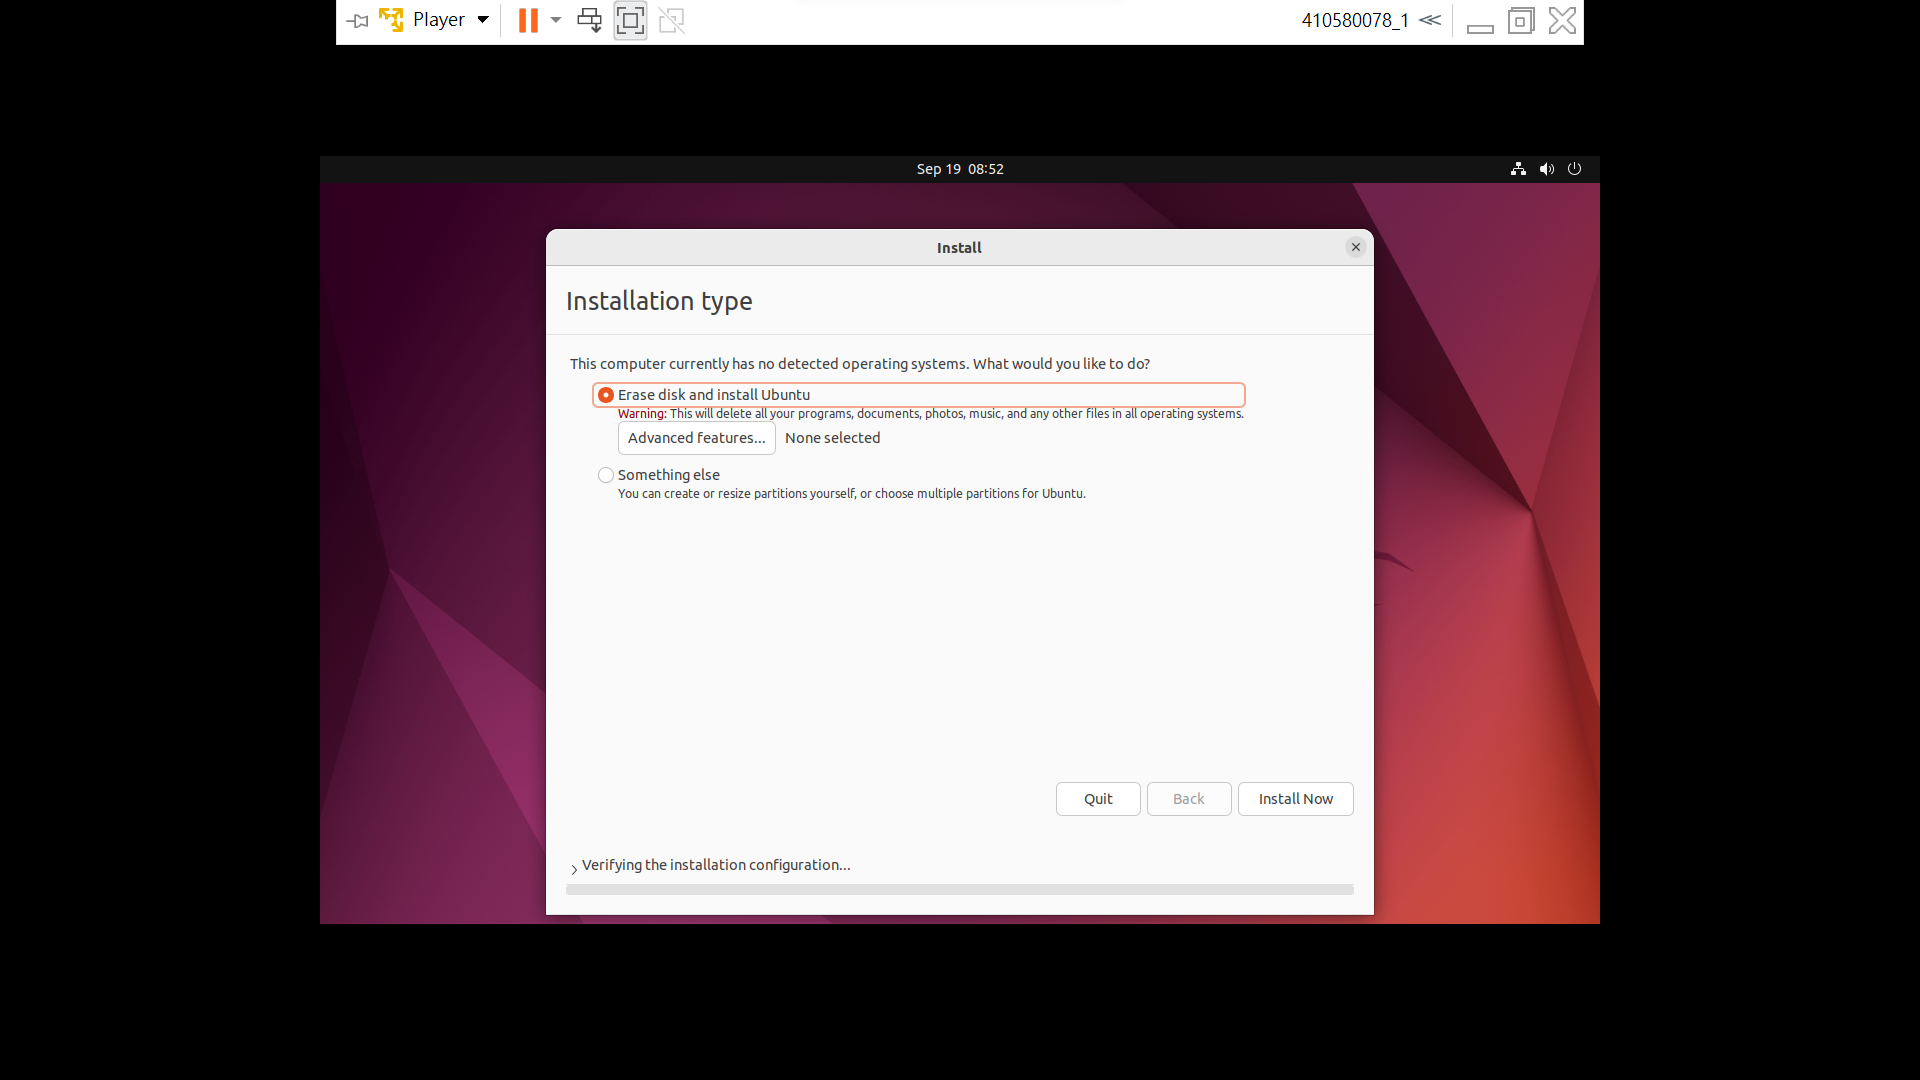 Player
410580078_1
Sep 19 08:52
Install
Installation type
This computer currently has no detected operating systems. What would you like to do?
Erase disk and install Ubuntu
Warning: This will delete all your programs, documents, photos, music, and any other files in all operating systems.
Advanced features... None selected
Something else
You can create or resize partitions yourself, or choose multiple partitions for Ubuntu.
Quit Back Install Now
Verifying the installation configuration...